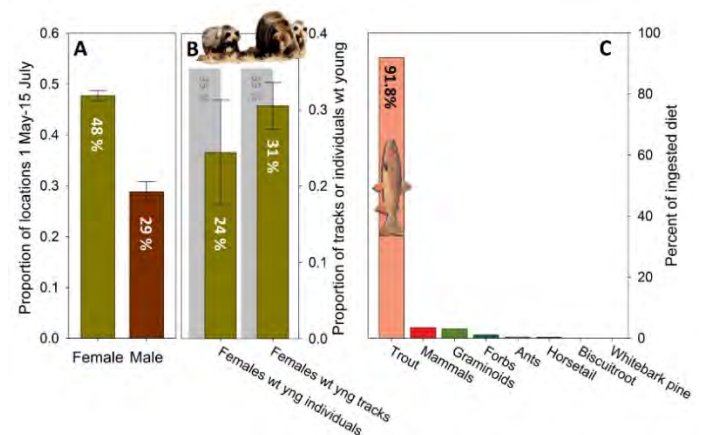 A
Proportion of locations 1 May-15 July
0.6
0.5
0.4
0.3
0.2
0.1
0.0
48 %
29 %
Female
Male
B
35 %
35 %
24 %
31 %
0.4
0.3
0.2
0.1
0.0
Proportion of tracks or individuals wt young
Females wt yng individuals
Females wt yng tracks
C
91.8%
100
80
60
40
20
0
Percent of ingested diet
Trout
Mammals
Graminoids
Forbs
Ants
Horsetail
Biscuitroot
Whitebark pine